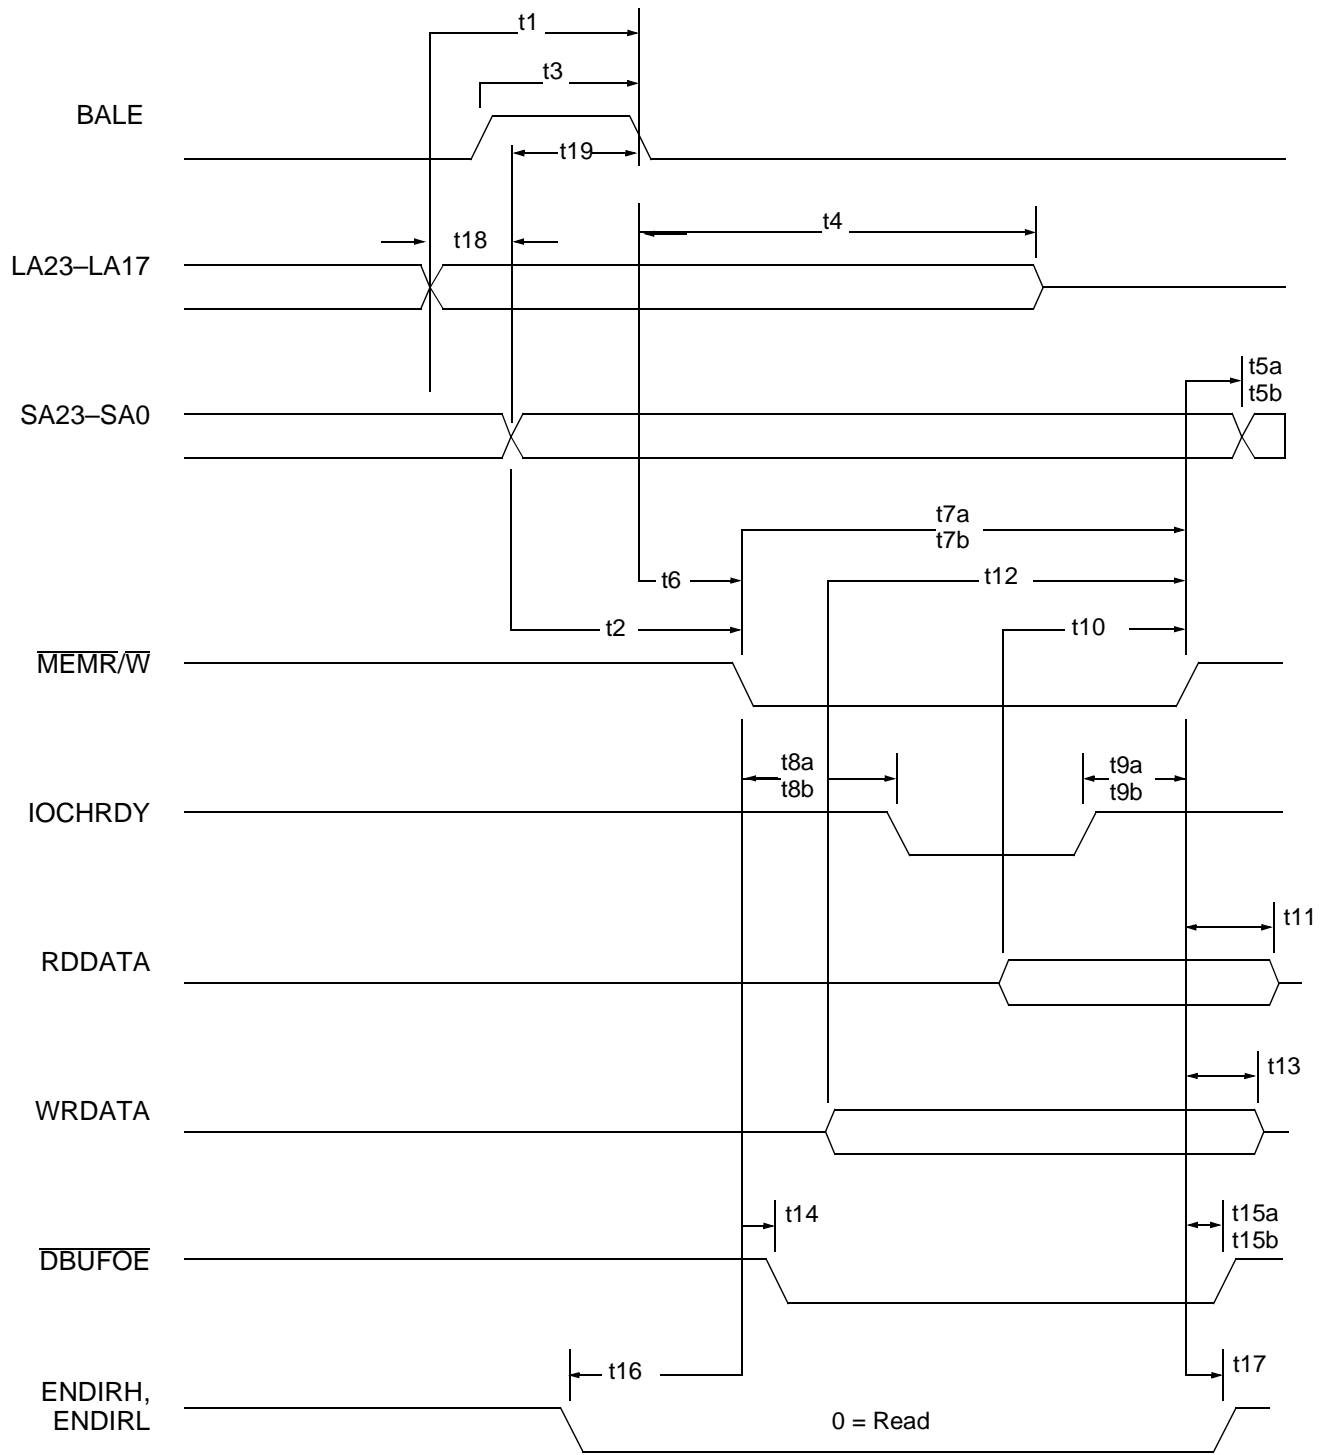 t1
t3
BALE
t19
t4
t18
LA23–LA17
t5a
t5b
SA23–SA0
t7a
t7b
t6
t12
t2
t10
MEMR/W
t8a
t8b
t9a
t9b
IOCHRDY
t11
RDDATA
t13
WRDATA
t14
t15a
t15b
DBUFOE
t16
t17
ENDIRH,
ENDIRL
0 = Read